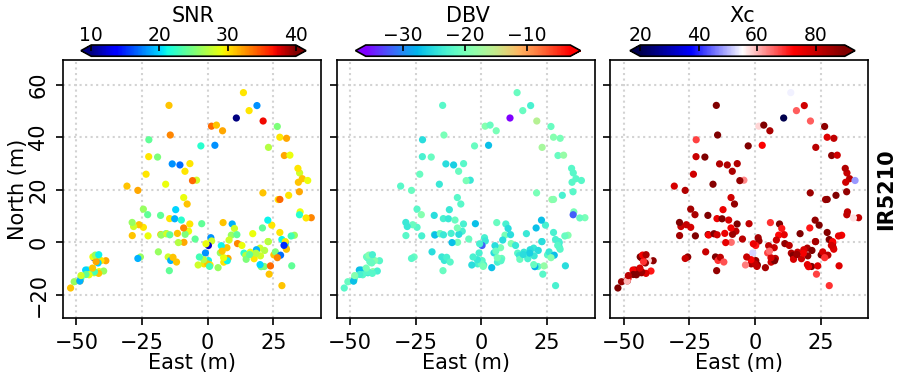 SNR DBV Xc
10 20 30 40 −30 −20 −10 20 40 60 80
60
40
20
0
−20
North (m)
IR5210
−50 −25 0 25 −50 −25 0 25 −50 −25 0 25
East (m) East (m) East (m)